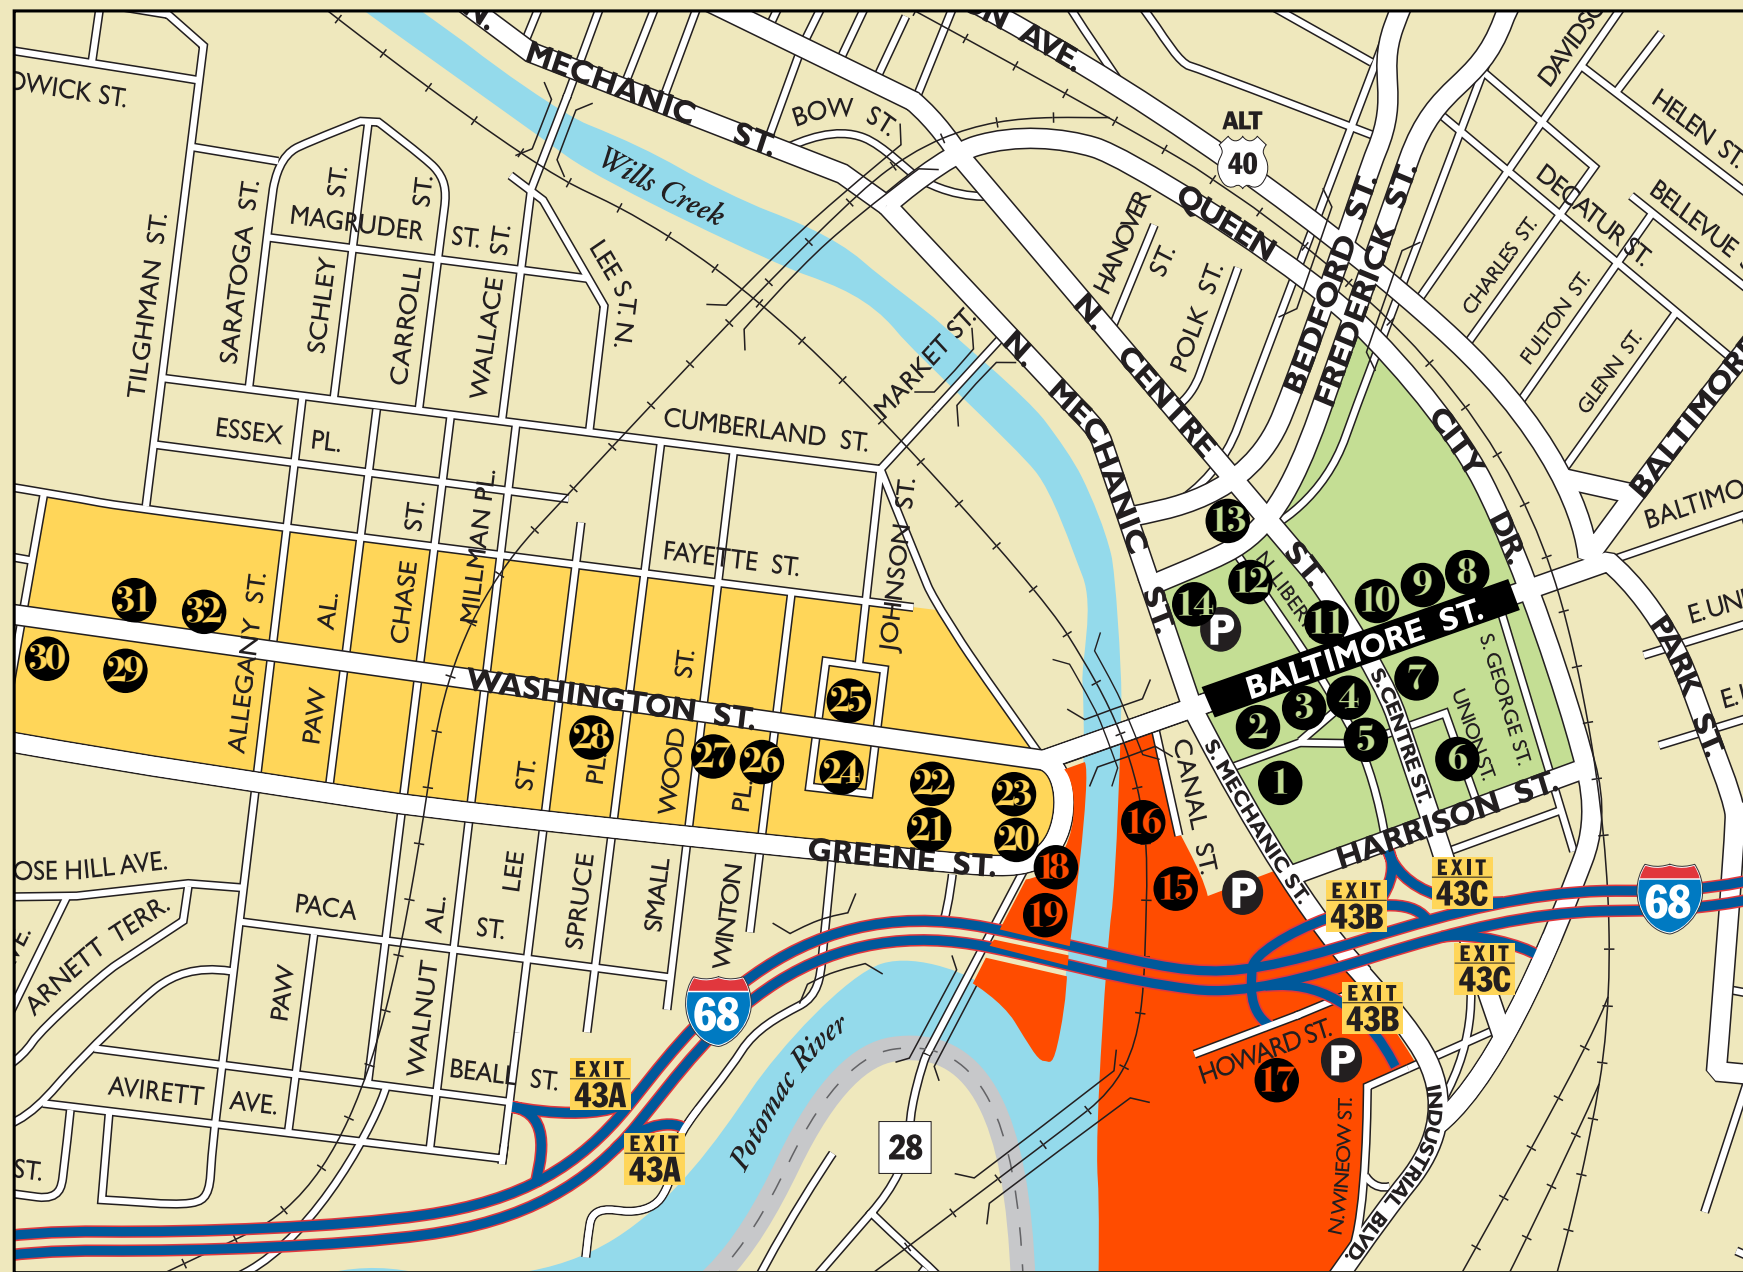 N.
MECHANIC ST.
N AVE.
DAVIDSO
HELEN ST.
DWICK ST.
BOW ST.
ALT
40
Wills Creek
DECATUR ST.
BELLEVUE
MAGRUDER ST.
TILGHMAN ST.
SARATOGA ST.
SCHLEY ST.
CARROLL ST.
WALLACE ST.
LEE ST. N.
HANOVER ST.
POLK ST.
QUEEN CITY DR.
BEDFORD ST.
FREDERICK ST.
CHARLES ST.
FULTON ST.
GLENN ST.
BALTIMORE
BALTIMO
MARKET ST.
N. MECHANIC ST.
N. CENTRE ST.
ESSEX PL.
CUMBERLAND ST.
JOHNSON ST.
FAYETTE ST.
MILLMAN PL.
CHASE ST.
ALLEGANY ST.
PAW AL.
WASHINGTON ST.
WOOD ST.
ST.
PL.
PL.
N. LIBER
BALTIMORE ST.
S. GEORGE ST.
UNION ST.
S. CENTRE ST.
S. MECHANIC ST.
CANAL ST.
HARRISON ST.
E. UN
E.
PARK ST.
31
32
30
29
28
27
26
25
24
22
23
21
20
18
19
16
15
17
13
14
12
11
10
9
8
7
6
5
4
3
2
1
P
P
P
GREENE ST.
OSE HILL AVE.
ARNETT TERR.
E.
PACA ST.
PAW
WALNUT AL.
LEE
SPRUCE
SMALL
WINTON
BEALL ST.
AVIRETT AVE.
ST.
68
68
EXIT
43A
EXIT
43A
EXIT
43B
EXIT
43C
EXIT
43C
EXIT
43B
Potomac River
28
HOWARD ST.
N. WINEOW ST.
INDUSTRIAL BLVD.